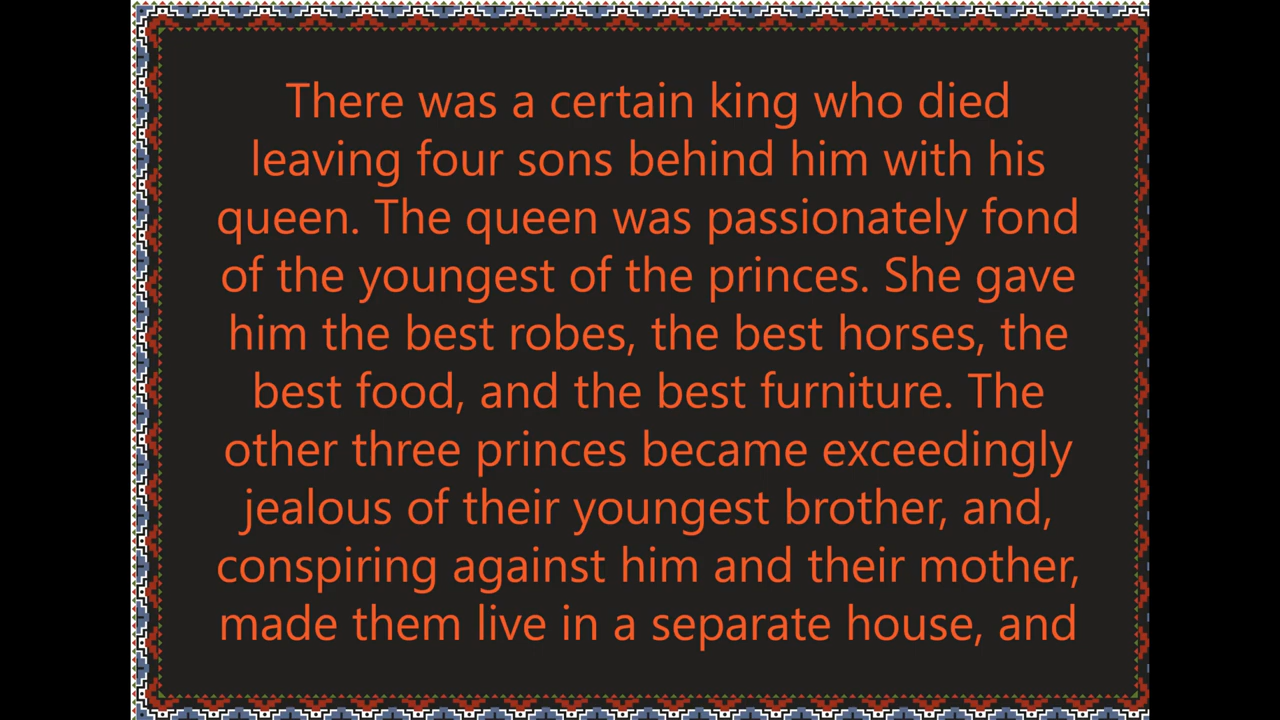 There was a certain king who died
leaving four sons behind him with his
queen. The queen was passionately fond
of the youngest of the princes. She gave
him the best robes, the best horses, the
best food, and the best furniture. The
other three princes became exceedingly
jealous of their youngest brother, and,
conspiring against him and their mother,
made them live in a separate house, and